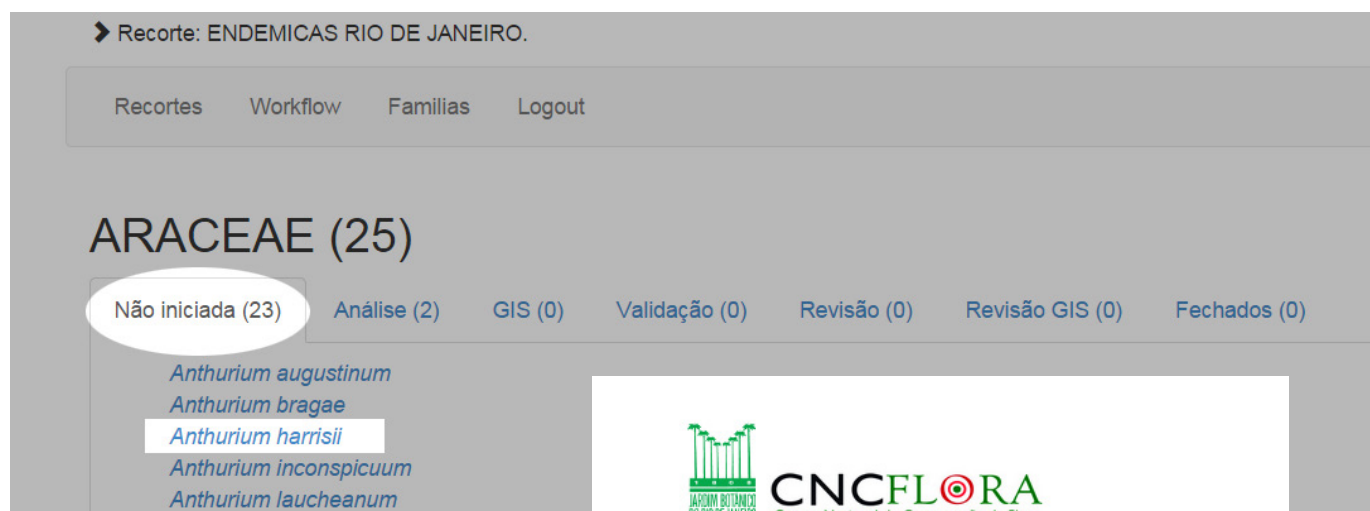 Recorte: ENDEMICAS RIO DE JANEIRO.
Recortes Workflow Familias Logout
ARACEAE (25)
Não iniciada (23) Análise (2) GIS (0) Validação (0) Revisão (0) Revisão GIS (0) Fechados (0)
Anthurium augustinum
Anthurium bragae
Anthurium harrisii
Anthurium inconspicuum
Anthurium laucheanum
JARDIM BOTÂNICO
CNCFLORA